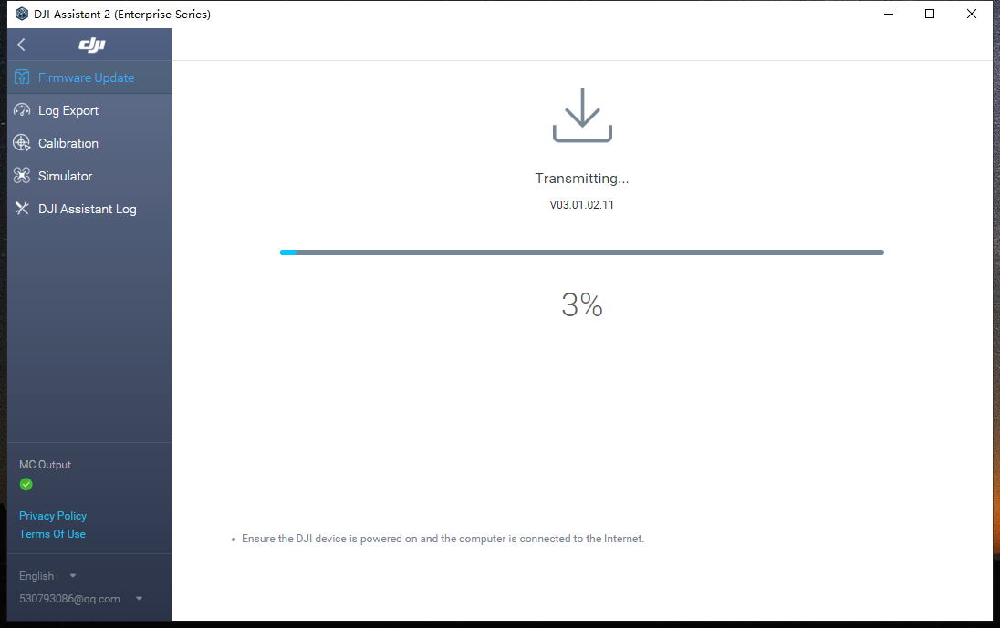 DJI Assistant 2 (Enterprise Series)
dji
Firmware Update
Log Export
Calibration
Simulator
DJI Assistant Log
MC Output
Privacy Policy
Terms Of Use
English
530793086@qq.com
Transmitting...
V03.01.02.11
3%
• Ensure the DJI device is powered on and the computer is connected to the Internet.